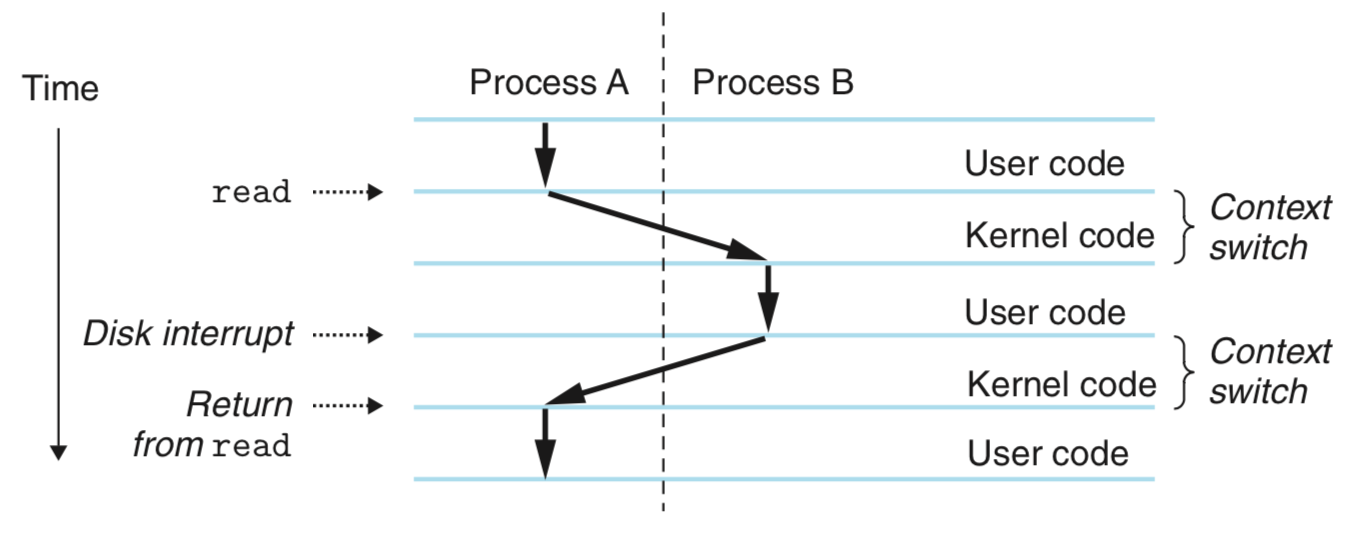 Process A Process B
Time
User code
read
Context
switch
Kernel code
User code
Disk interrupt
Context
switch
Kernel code
Return
from read
User code